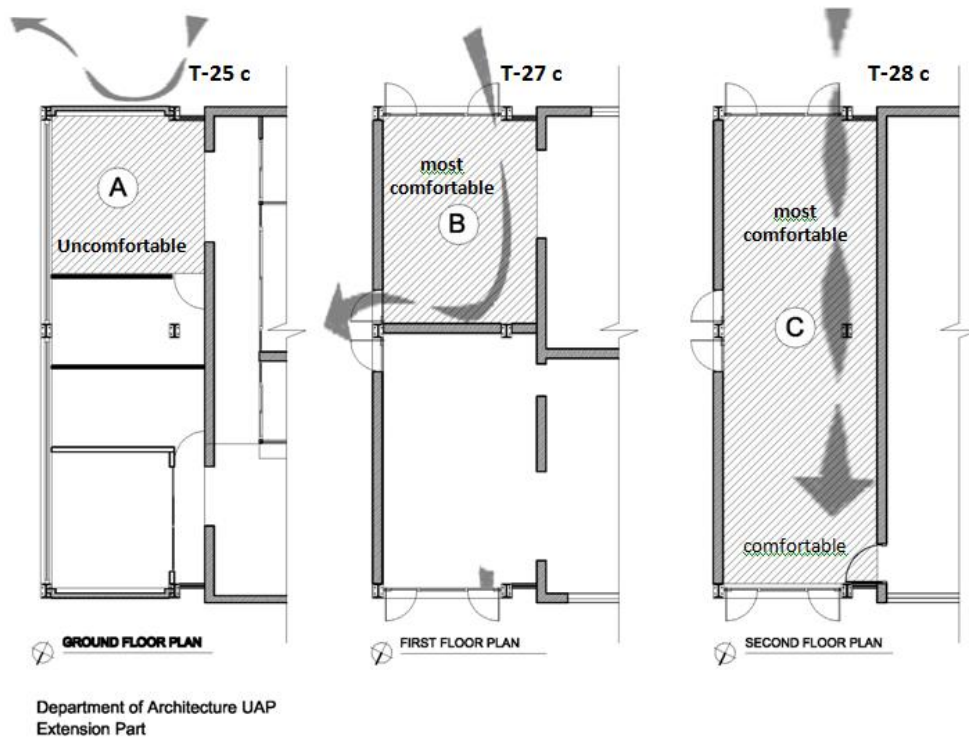 T-25 c
T-27 c
T-28 c
A
Uncomfortable
most
comfortable
B
most
comfortable
C
comfortable
GROUND FLOOR PLAN
FIRST FLOOR PLAN
SECOND FLOOR PLAN
Department of Architecture UAP
Extension Part